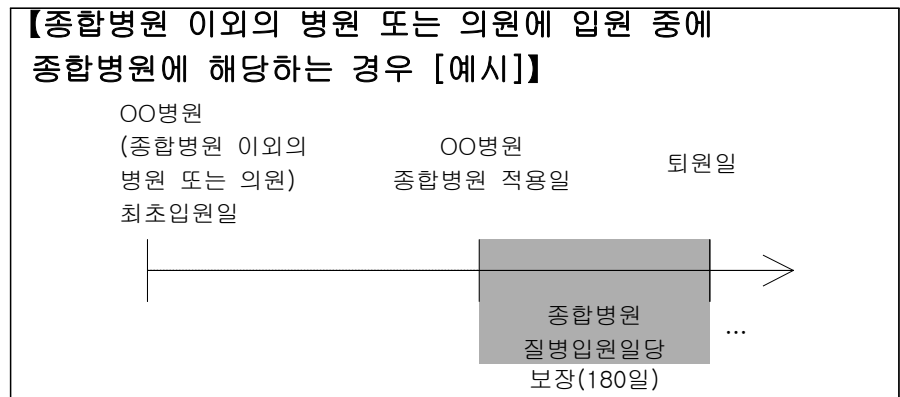 【종합병원 이외의 병원 또는 의원에 입원 중에
종합병원에 해당하는 경우 [예시]】
OO병원
(종합병원 이외의
병원 또는 의원)
최초입원일
OO병원
종합병원 적용일
퇴원일
종합병원
질병입원일당
보장(180일)
...